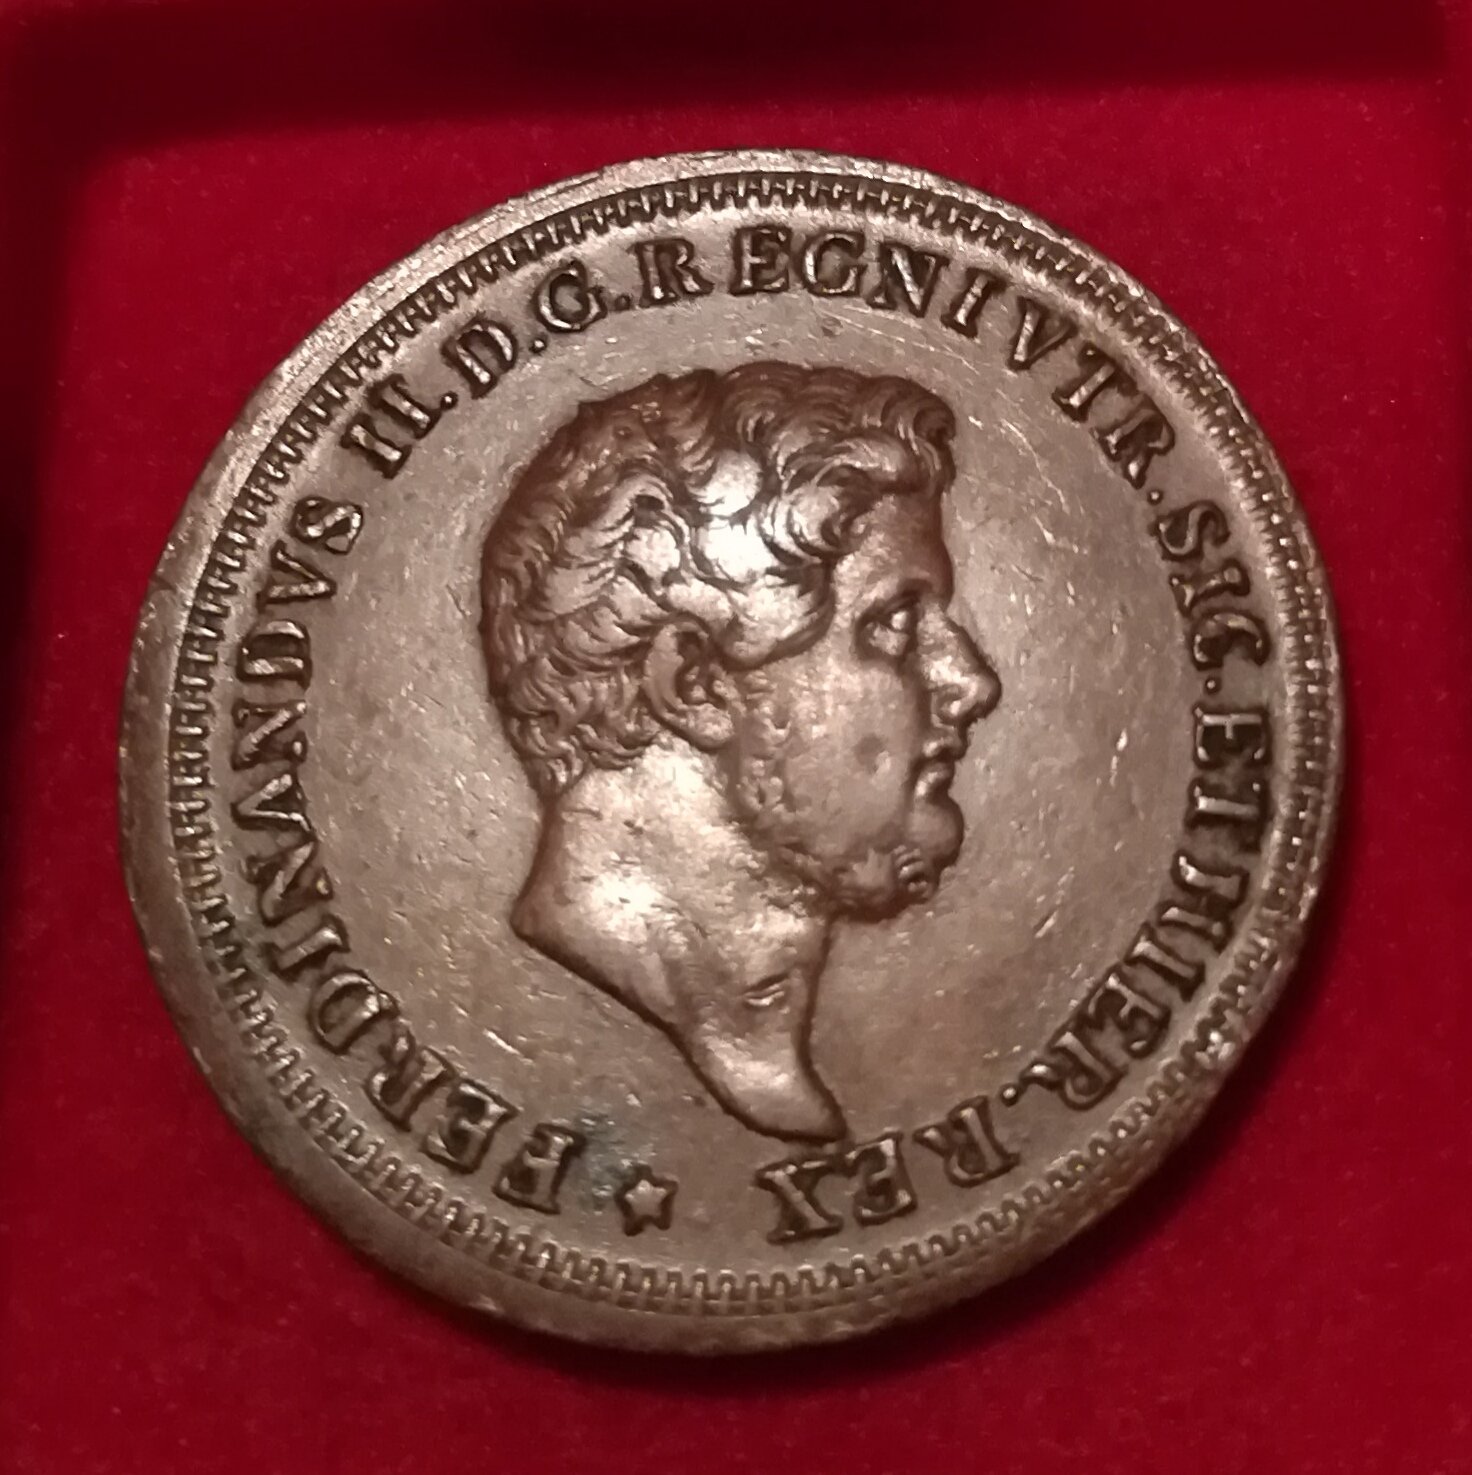 FERDINANDVS II.D.G.REGNI VTR.SIC.ET HIER.REX